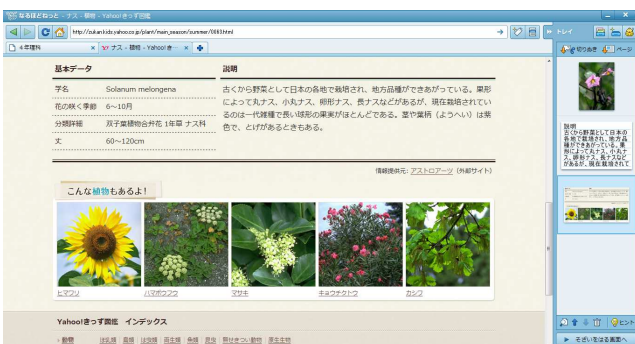 なるほどねっと - ナス - 植物 - Yahoo!きっず図鑑
http://zukan.kids.yahoo.co.jp/plant/main_season/summer/0083.html
トレイ
4年理科
ナス - 植物 - Yahoo!き…
切りぬき
ページ
基本データ
説明
学名 Solanum melongena
花の咲く季節 6～10月
分類詳細 双子葉植物合弁花 1年草 ナス科
丈 60～120cm
古くから野菜として日本の各地で栽培され、地方品種ができあがっている。果形
によって丸ナス、小丸ナス、卵形ナス、長ナスなどがあるが、現在栽培されてい
るのは一代雑種で長い球形の果実がほとんどである。茎や葉柄（ようへい）は紫
色で、とげがあるときもある。
情報提供元: アストロアーツ（外部サイト）
こんな植物もあるよ！
ヒマワリ
ハマボウフウ
マサキ
キョウチクトウ
カシワ
Yahoo!きっず図鑑 インデックス
動物
説明
古くから野菜として日本の
各地で栽培され、地方品
種ができあがっている。果
形によって丸ナス、小丸ナ
ス、卵形ナス、長ナスなど
があるが、現在栽培されて
ヒント
そざいをはる画面へ